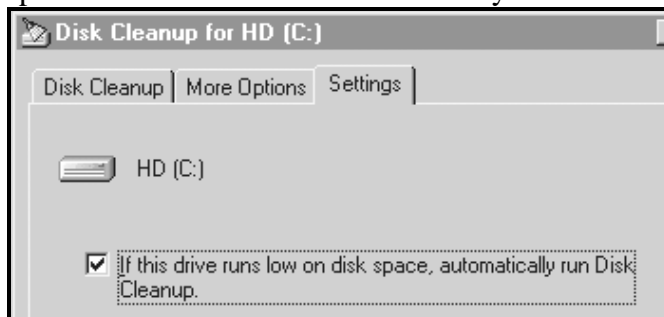 Disk Cleanup for HD (C:)
Disk Cleanup More Options Settings
HD (C:)
If this drive runs low on disk space, automatically run Disk
Cleanup.